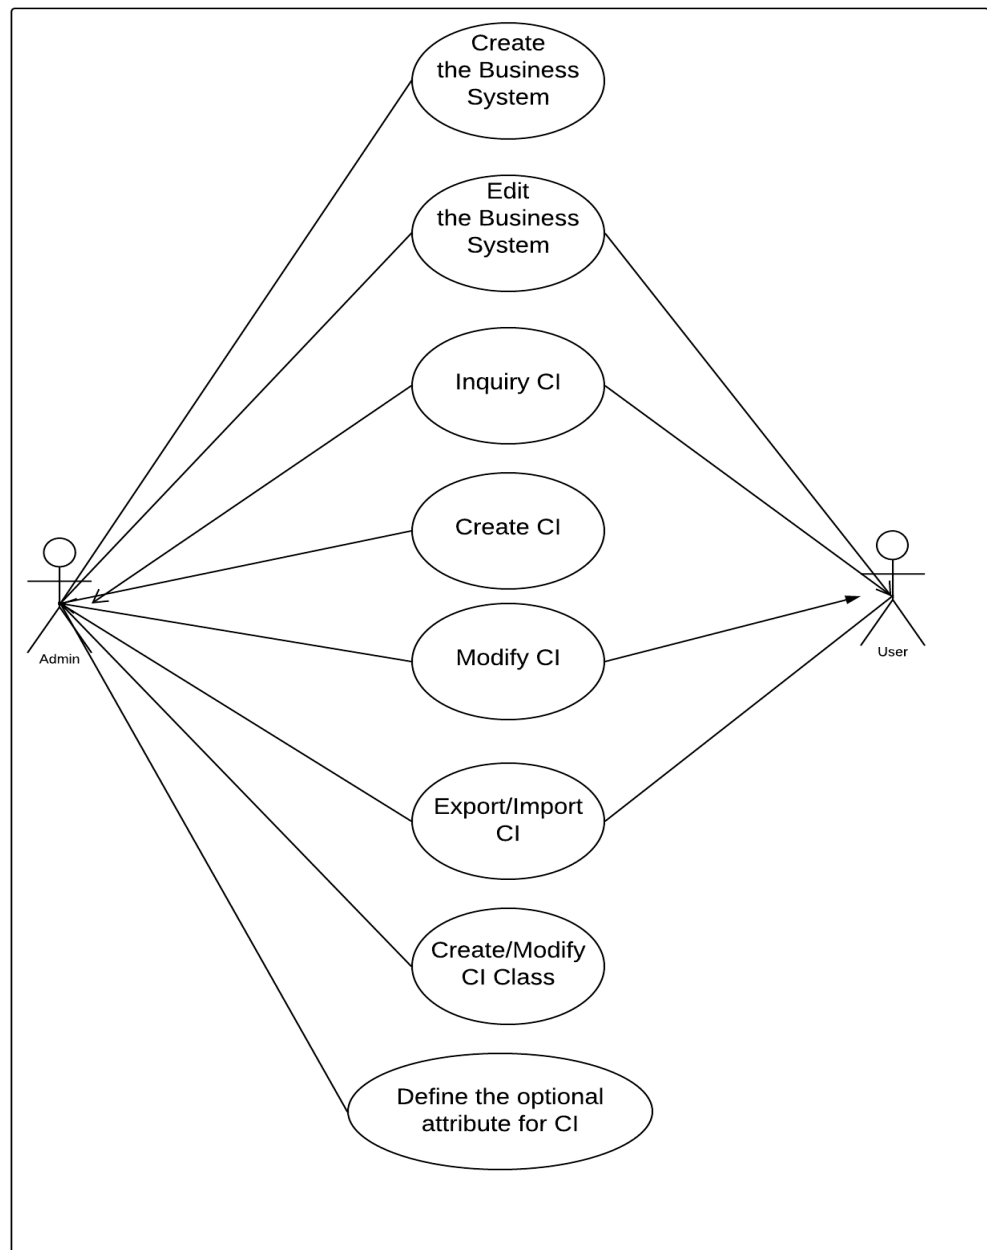 Create
the Business
System
Edit
the Business
System
Inquiry CI
Create CI
Admin
User
Modify CI
Export/Import
CI
Create/Modify
CI Class
Define the optional
attribute for CI